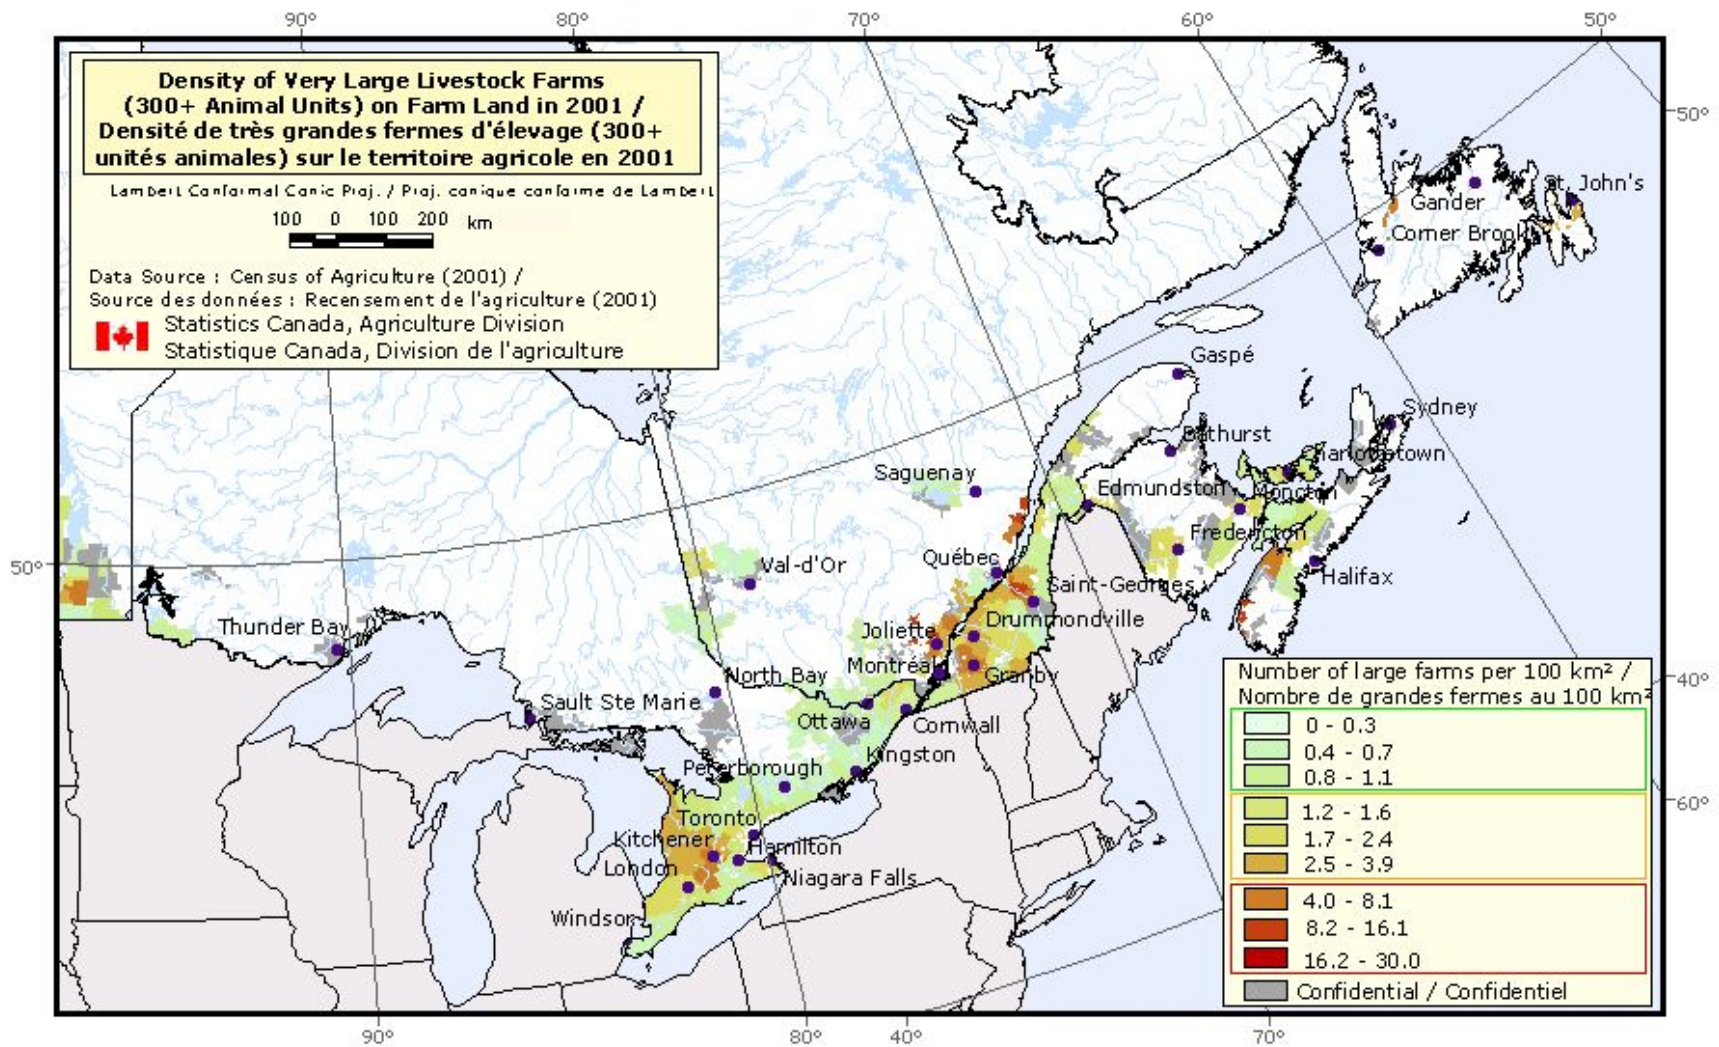 90°
80°
70°
60°
50°
Density of Very Large Livestock Farms
(300+ Animal Units) on Farm Land in 2001 /
Densité de très grandes fermes d'élevage (300+
unités animales) sur le territoire agricole en 2001
Lambert Conformal Conic Proj. / Proj. conique conforme de Lambert
100 0 100 200 km
Data Source : Census of Agriculture (2001) /
Source des données : Recensement de l'agriculture (2001)
Statistics Canada, Agriculture Division
Statistique Canada, Division de l'agriculture
50°
St. John's
Gander
Corner Brook
Gaspé
Sydney
Bathurst
Charlottetown
Saguenay
Edmundston
Moncton
Fredericton
Québec
Val-d'Or
50°
Halifax
Saint-Georges
Thunder Bay
Drummondville
Joliette
Montréal
Granby
North Bay
Sault Ste Marie
Ottawa
Cornwall
Kingston
Peterborough
Toronto
Kitchener
Hamilton
London
Niagara Falls
Windsor
40°
60°
Number of large farms per 100 km² /
Nombre de grandes fermes au 100 km²
0 - 0.3
0.4 - 0.7
0.8 - 1.1
1.2 - 1.6
1.7 - 2.4
2.5 - 3.9
4.0 - 8.1
8.2 - 16.1
16.2 - 30.0
Confidential / Confidentiel
90°
80°
40°
70°